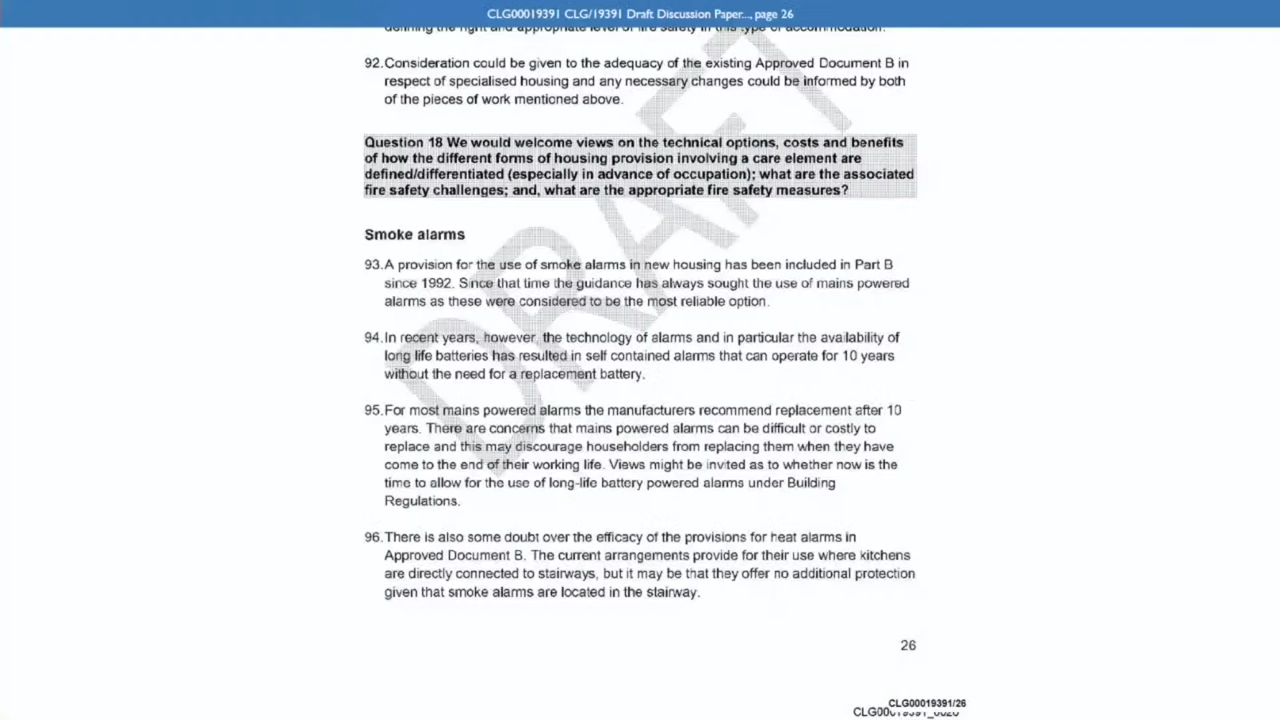 CLG00019391 CLG/19391 Draft Discussion Paper..., page 26
defining the right and appropriate level of fire safety in this type of accommodation.
92.Consideration could be given to the adequacy of the existing Approved Document B in
respect of specialised housing and any necessary changes could be informed by both
of the pieces of work mentioned above.
Question 18 We would welcome views on the technical options, costs and benefits
of how the different forms of housing provision involving a care element are
defined/differentiated (especially in advance of occupation); what are the associated
fire safety challenges; and, what are the appropriate fire safety measures?
Smoke alarms
93.A provision for the use of smoke alarms in new housing has been included in Part B
since 1992. Since that time the guidance has always sought the use of mains powered
alarms as these were considered to be the most reliable option.
94.In recent years, however, the technology of alarms and in particular the availability of
long life batteries has resulted in self contained alarms that can operate for 10 years
without the need for a replacement battery.
95.For most mains powered alarms the manufacturers recommend replacement after 10
years. There are concerns that mains powered alarms can be difficult or costly to
replace and this may discourage householders from replacing them when they have
come to the end of their working life. Views might be invited as to whether now is the
time to allow for the use of long-life battery powered alarms under Building
Regulations.
96.There is also some doubt over the efficacy of the provisions for heat alarms in
Approved Document B. The current arrangements provide for their use where kitchens
are directly connected to stairways, but it may be that they offer no additional protection
given that smoke alarms are located in the stairway.
DRAFT
26
CLG00019391/26